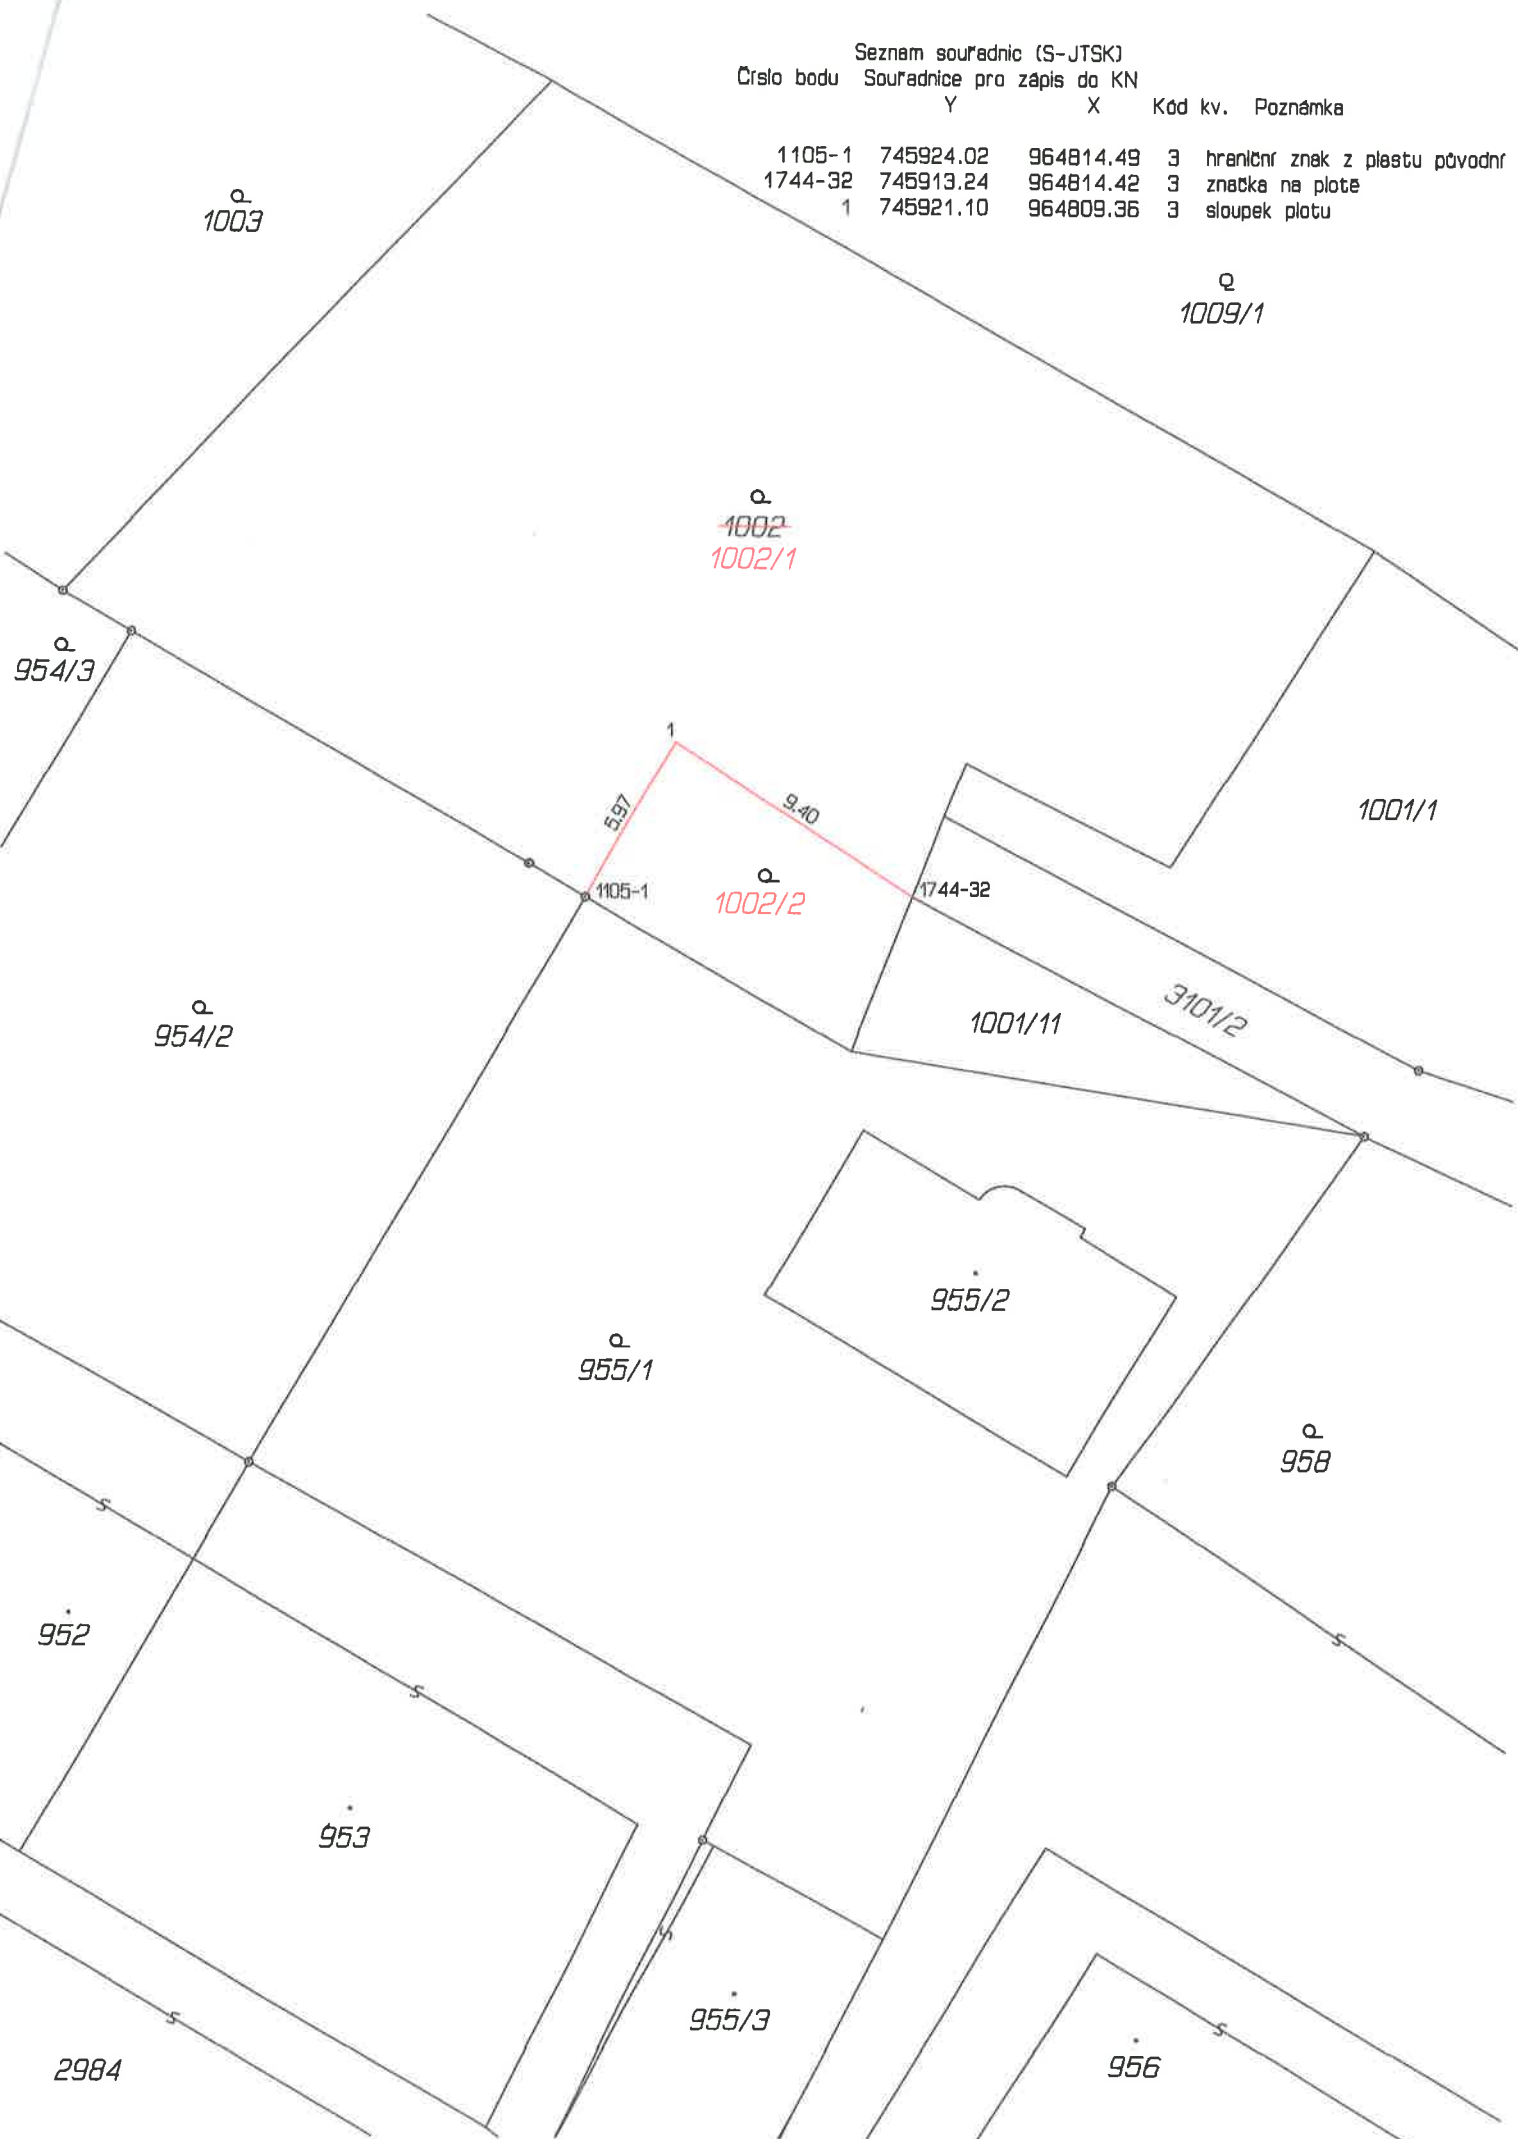 Seznam souřadnic (S-JTSK)
Číslo bodu Souřadnice pro zápis do KN
Y X Kód kv. Poznámka
1105-1 745924.02 964814.49 3 hraniční znak z plastu původní
1744-32 745913.24 964814.42 3 značka na plotě
1 745921.10 964809.36 3 sloupek plotu
1003
1009/1
1002
1002/1
954/3
1
5.97
9.40
1001/1
1105-1
1002/2
1744-32
3101/2
1001/11
954/2
955/2
955/1
958
s
952
s
s
953
s
955/3
s
s
956
2984